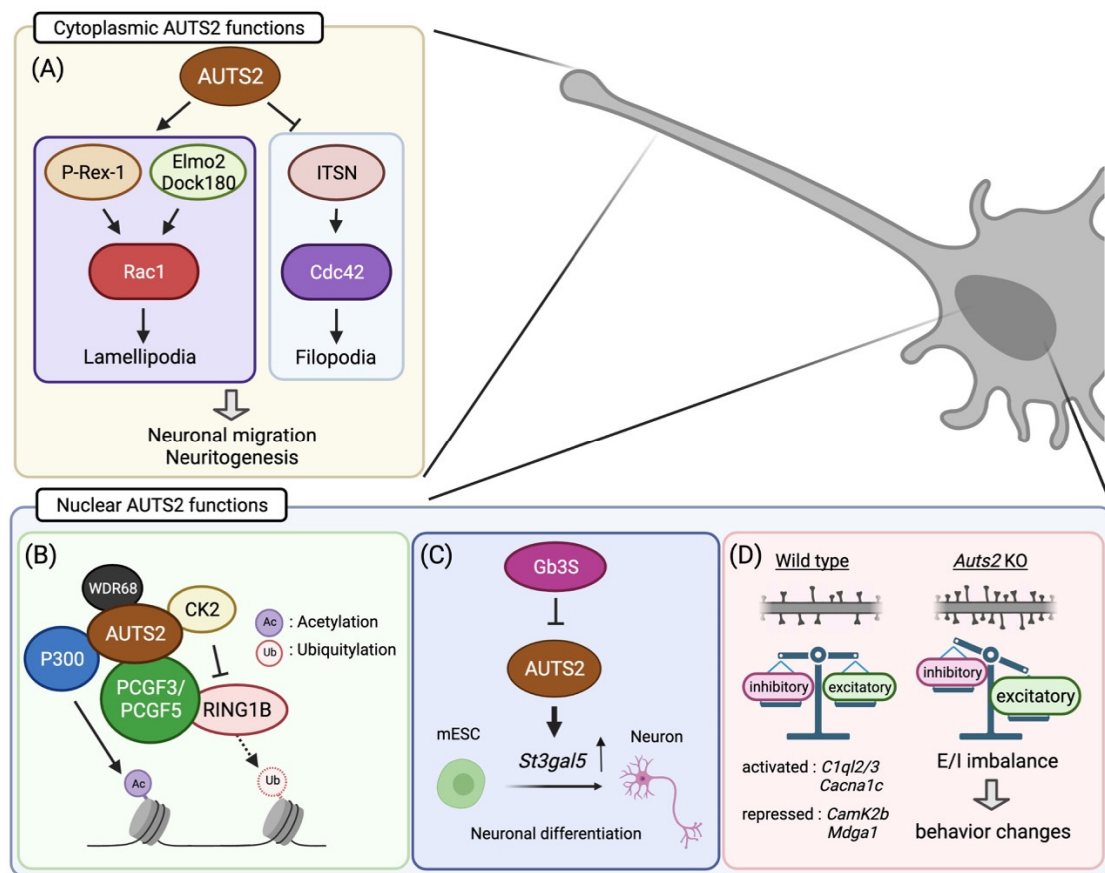 Cytoplasmic AUTS2 functions
(A)
AUTS2
P-Rex-1
Elmo2
Dock180
ITSN
Rac1
Cdc42
Lamellipodia
Filopodia
Neuronal migration
Neuritogenesis
Nuclear AUTS2 functions
(B)
WDR68
CK2
AUTS2
P300
PCGF3/
PCGF5
RING1B
Ac : Acetylation
Ub : Ubiquitylation
Ac
Ub
(C)
Gb3S
AUTS2
mESC
St3gal5
Neuron
Neuronal differentiation
(D)
Wild type
Auts2 KO
inhibitory
excitatory
inhibitory
excitatory
activated : C1ql2/3
Cacna1c
repressed : CamK2b
Mdga1
E/I imbalance
behavior changes